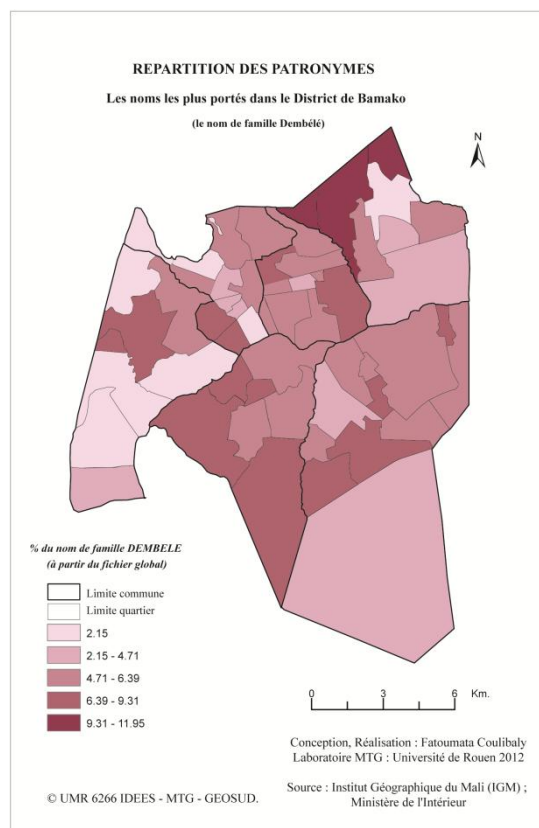 REPARTITION DES PATRONYMES
Les noms les plus portés dans le District de Bamako
(le nom de famille Dembélé)
N
% du nom de famille DEMBELE
(à partir du fichier global)
Limite commune
Limite quartier
2.15
2.15 - 4.71
4.71 - 6.39
6.39 - 9.31
9.31 - 11.95
0 3 6 Km.
Conception, Réalisation : Fatoumata Coulibaly
Laboratoire MTG : Université de Rouen 2012
Source : Institut Géographique du Mali (IGM) ;
Ministère de l'Intérieur
© UMR 6266 IDEES - MTG - GEOSUD.